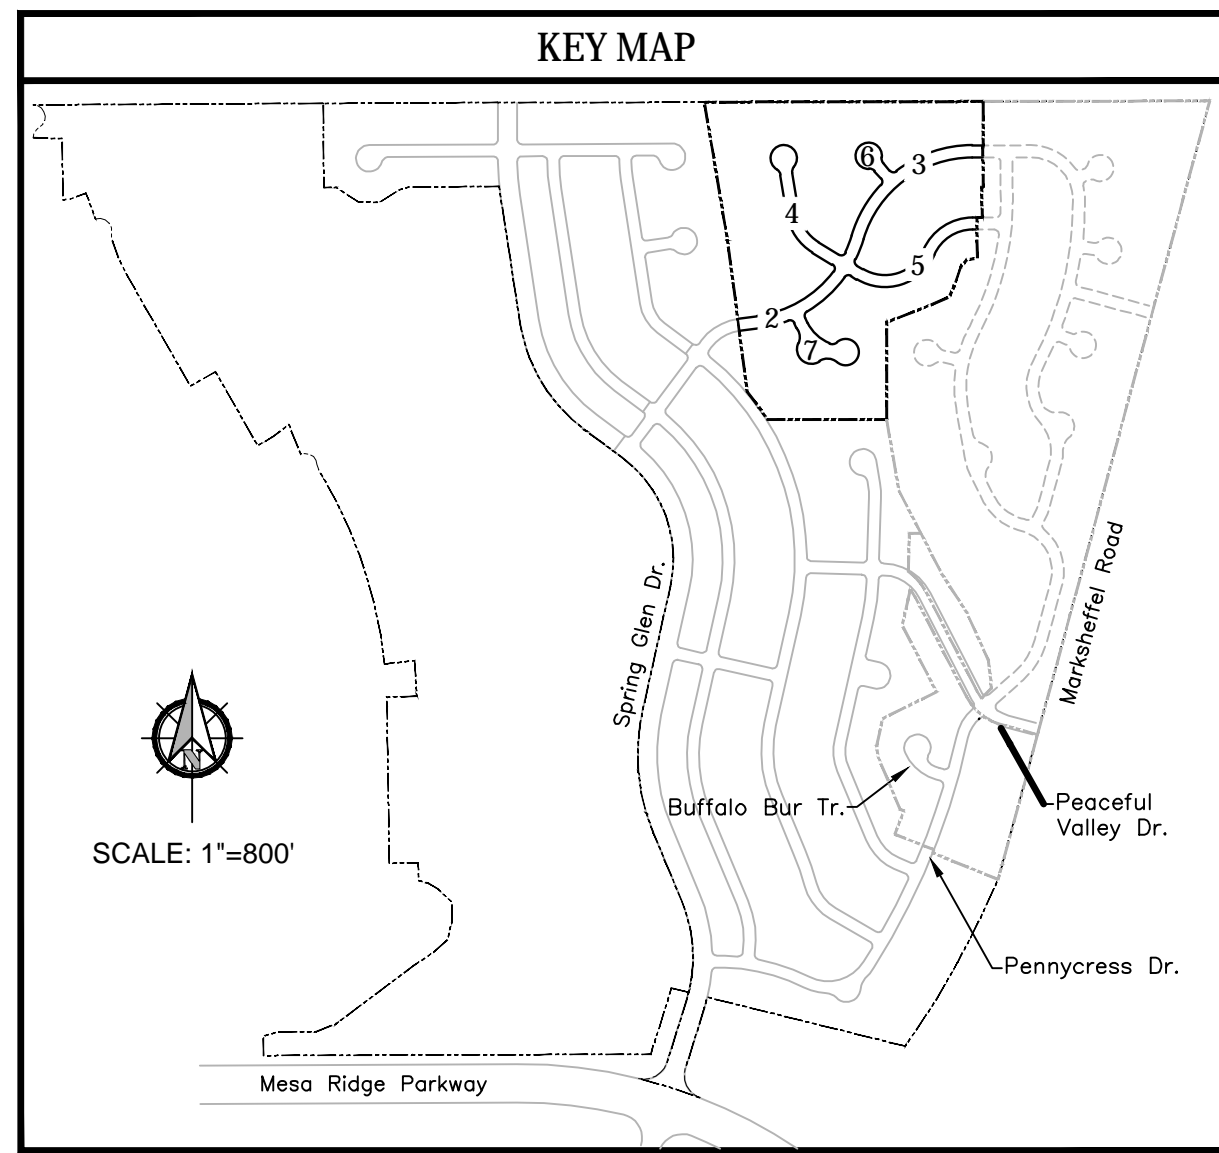 KEY MAP
6
3
4
5
2
7
Marksheffel Road
Spring Glen Dr.
N
Buffalo Bur Tr.
Peaceful
Valley Dr.
SCALE: 1"=800'
Pennycress Dr.
Mesa Ridge Parkway